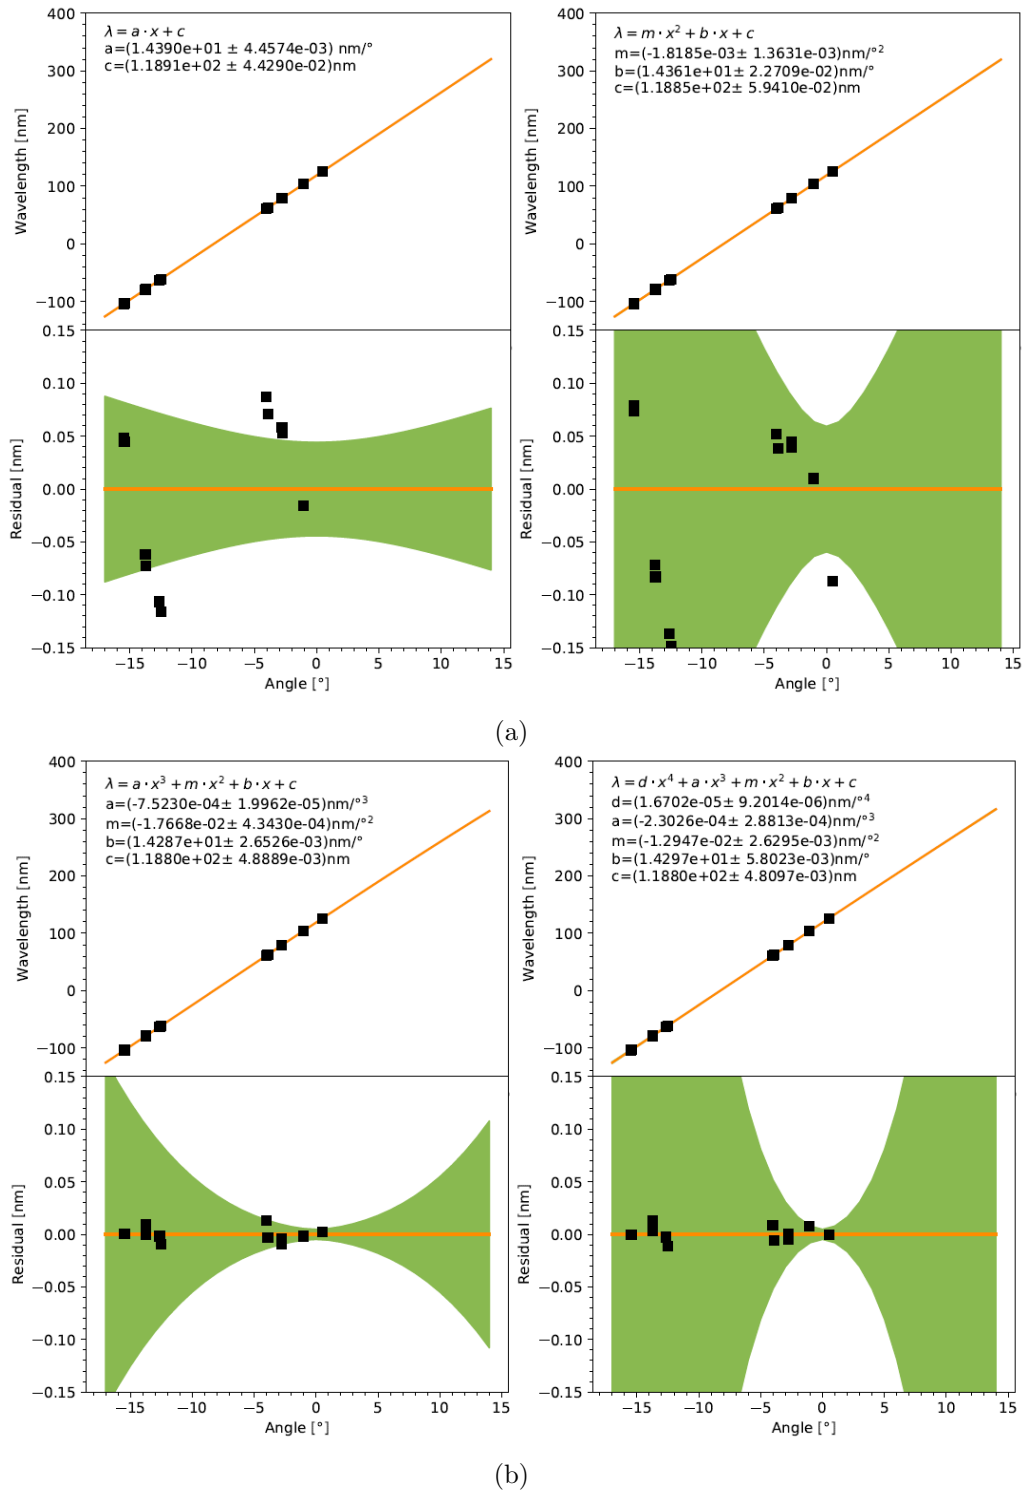 λ = a · x + c
a=(1.4390e+01 ± 4.4574e-03) nm/°
c=(1.1891e+02 ± 4.4290e-02)nm
400
300
200
100
0
−100
Wavelength [nm]
0.15
0.10
0.05
0.00
−0.05
−0.10
−0.15
Residual [nm]
−15 −10 −5 0 5 10 15
Angle [°]
λ = m · x² + b · x + c
m=(-1.8185e-03± 1.3631e-03)nm/°²
b=(1.4361e+01± 2.2709e-02)nm/°
c=(1.1885e+02± 5.9410e-02)nm
400
300
200
100
0
−100
Wavelength [nm]
0.15
0.10
0.05
0.00
−0.05
−0.10
−0.15
Residual [nm]
−15 −10 −5 0 5 10 15
Angle [°]
(a)
λ = a · x³ + m · x² + b · x + c
a=(-7.5230e-04± 1.9962e-05)nm/°³
m=(-1.7668e-02± 4.3430e-04)nm/°²
b=(1.4287e+01± 2.6526e-03)nm/°
c=(1.1880e+02± 4.8889e-03)nm
400
300
200
100
0
−100
Wavelength [nm]
0.15
0.10
0.05
0.00
−0.05
−0.10
−0.15
Residual [nm]
−15 −10 −5 0 5 10 15
Angle [°]
λ = d · x⁴ + a · x³ + m · x² + b · x + c
d=(1.6702e-05± 9.2014e-06)nm/°⁴
a=(-2.3026e-04± 2.8813e-04)nm/°³
m=(-1.2947e-02± 2.6295e-03)nm/°²
b=(1.4297e+01± 5.8023e-03)nm/°
c=(1.1880e+02± 4.8097e-03)nm
400
300
200
100
0
−100
Wavelength [nm]
0.15
0.10
0.05
0.00
−0.05
−0.10
−0.15
Residual [nm]
−15 −10 −5 0 5 10 15
Angle [°]
(b)